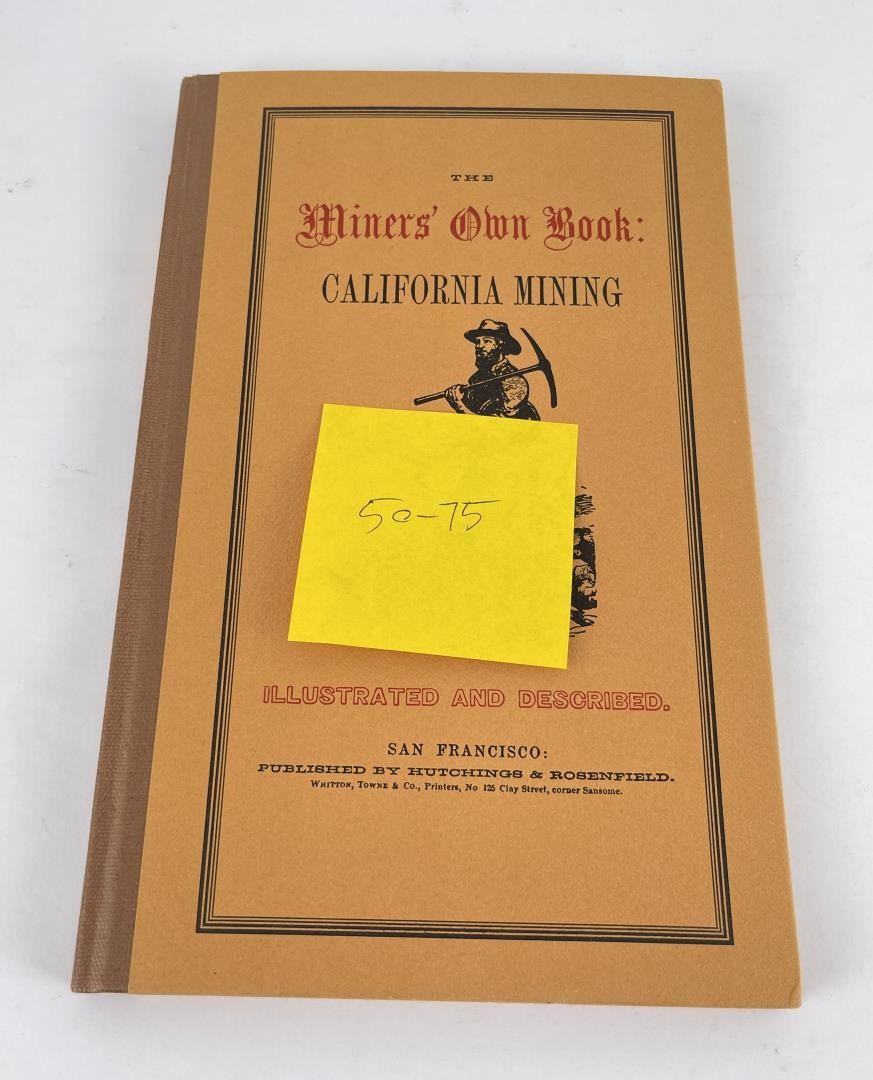 THE
Miners' Own Book:
CALIFORNIA MINING
50-75
ILLUSTRATED AND DESCRIBED.
SAN FRANCISCO:
PUBLISHED BY HUTCHINGS & ROSENFIELD.
WHITTON, TOWNE & Co., Printers, No 125 Clay Street, corner Sansome.